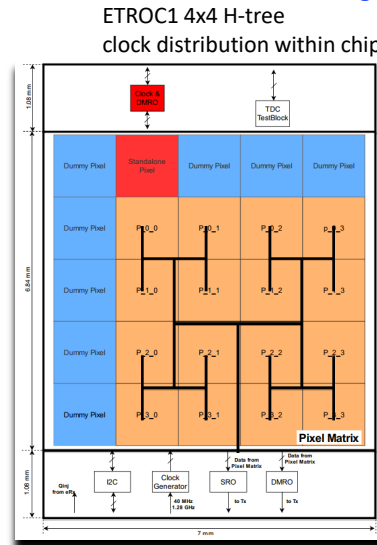 ETROC1 4x4 H-tree
clock distribution within chip
1.08 mm
Clock &
DMRO
TDC
TestBlock
6.84 mm
Dummy Pixel
Standalone
Pixel
Dummy Pixel
Dummy Pixel
Dummy Pixel
Dummy Pixel
P_0_0
P_0_1
P_0_2
p_0_3
Dummy Pixel
P_1_0
P_1_1
P_1_2
P_1_3
Dummy Pixel
P_2_0
P_2_1
P_2_2
P_2_3
Dummy Pixel
P_3_0
P_3_1
P_3_2
P_3_3
Pixel Matrix
1.08 mm
Data from
Pixel Matrix
Data from
Pixel Matrix
Qinj
from eRx
I2C
Clock
Generator
SRO
DMRO
40 MHz
1.28 GHz
to Tx
to Tx
7 mm